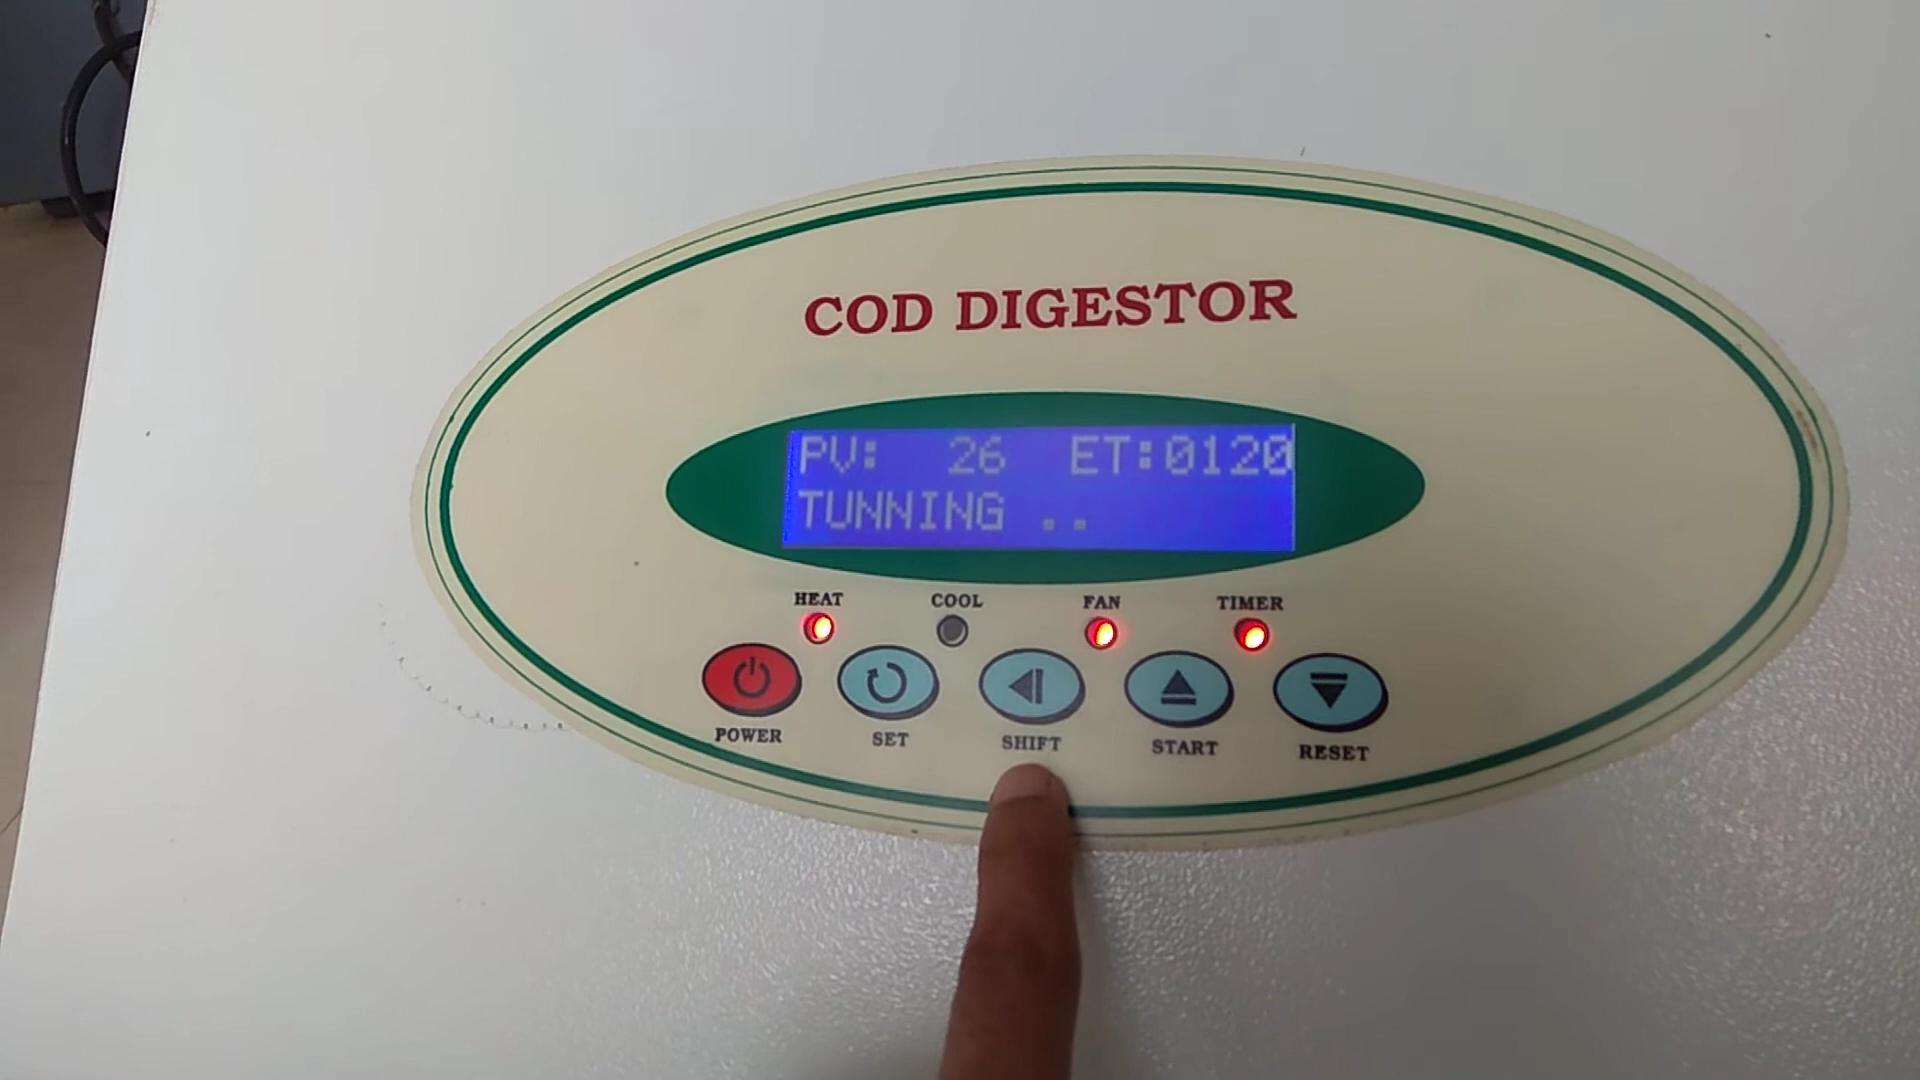 COD DIGESTOR
PV: 26 ET:0120
TUNNING ..
HEAT COOL FAN TIMER
POWER SET SHIFT START RESET